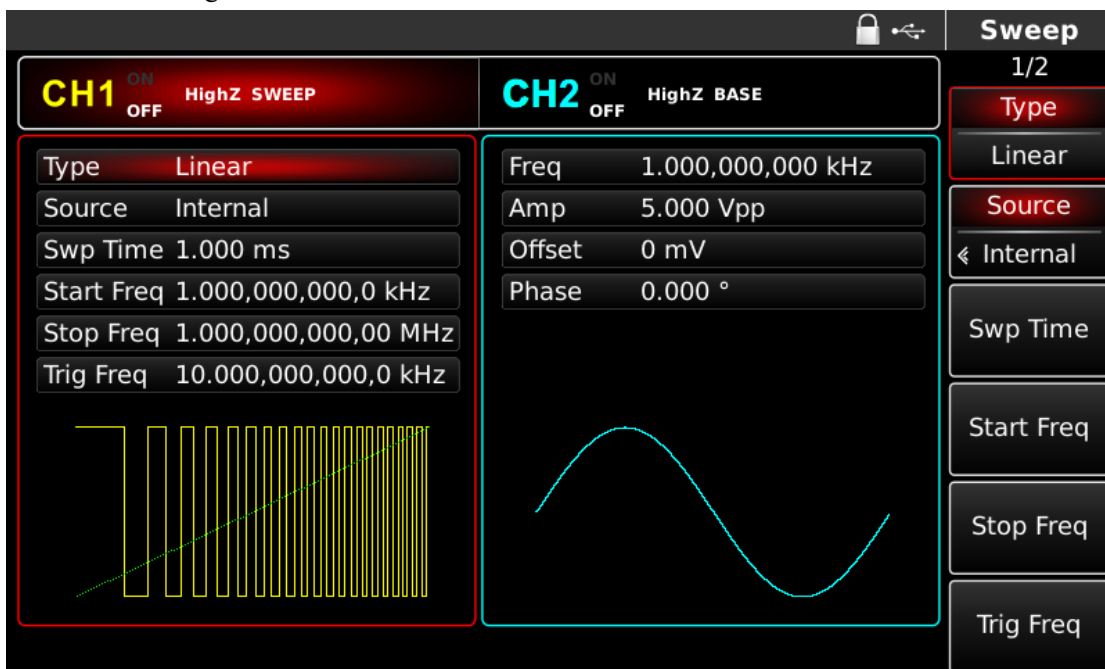 Sweep
1/2
CH1 ON OFF HighZ SWEEP
CH2 ON OFF HighZ BASE
Type Linear
Source Internal
Swp Time 1.000 ms
Start Freq 1.000,000,000,0 kHz
Stop Freq 1.000,000,000,00 MHz
Trig Freq 10.000,000,000,0 kHz
Freq 1.000,000,000 kHz
Amp 5.000 Vpp
Offset 0 mV
Phase 0.000 °
Type
Linear
Source
Internal
Swp Time
Start Freq
Stop Freq
Trig Freq